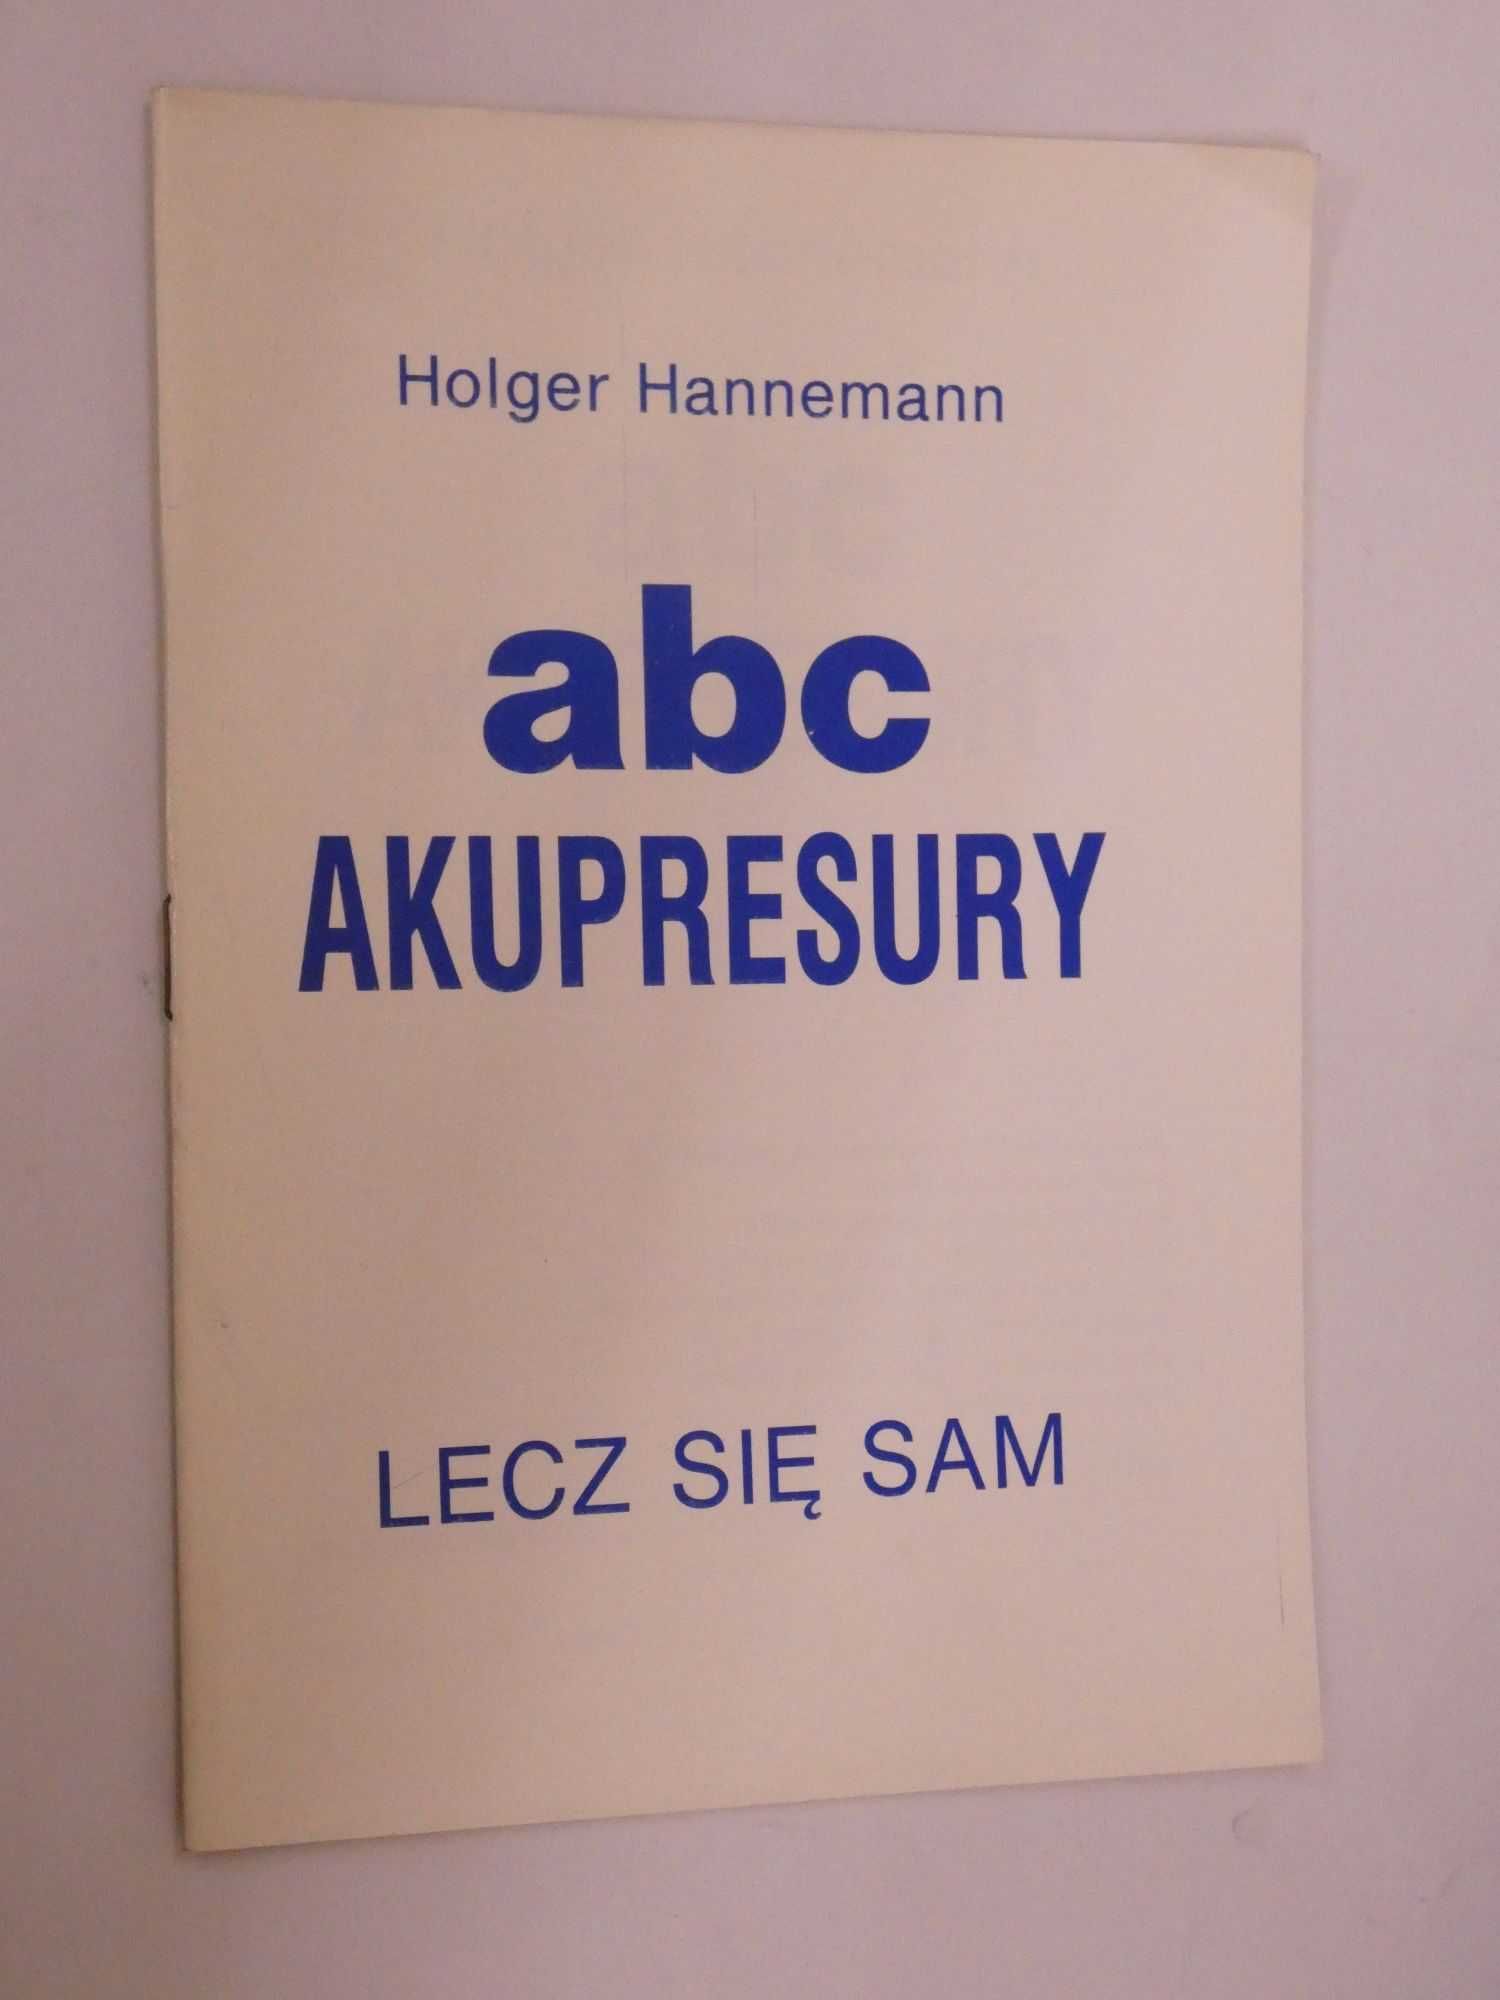 Holger Hannemann
abc
AKUPRESURY
LECZ SIĘ SAM